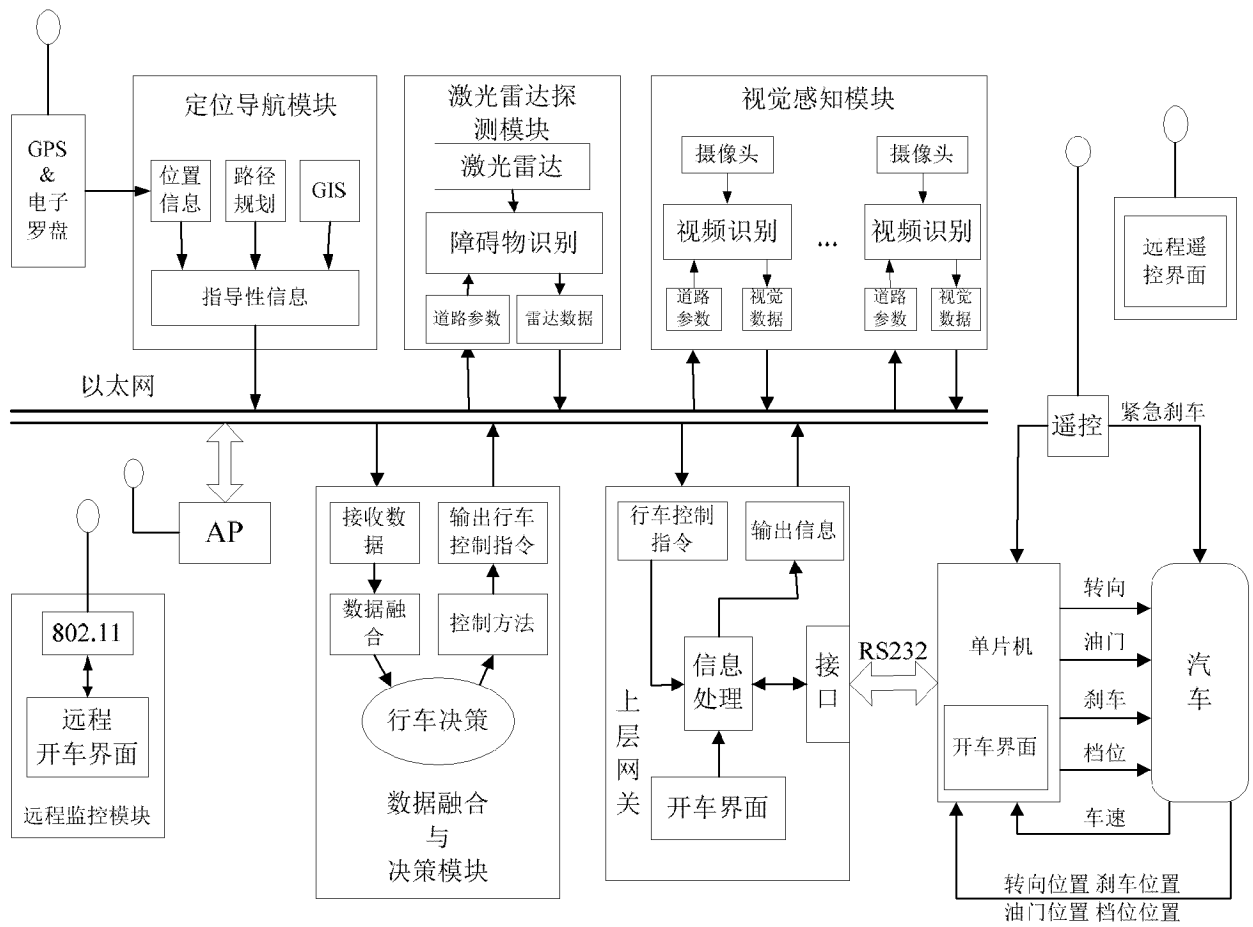 GPS
&
电子
罗盘
定位导航模块
位置
信息
路径
规划
GIS
指导性信息
激光雷达探
测模块
激光雷达
障碍物识别
道路参数
雷达数据
视觉感知模块
摄像头
视频识别
道路
参数
视觉
数据
...
摄像头
视频识别
道路
参数
视觉
数据
远程遥
控界面
以太网
遥控
紧急刹车
AP
802.11
远程
开车界面
远程监控模块
接收数
据
数据融
合
输出行车
控制指令
控制方法
行车决策
数据融合
与
决策模块
行车控制
指令
输出信息
信息
处理
接
口
上
层
网
关
开车界面
RS232
单片机
开车界面
转向
油门
刹车
档位
汽
车
车速
转向位置 刹车位置
油门位置 档位位置